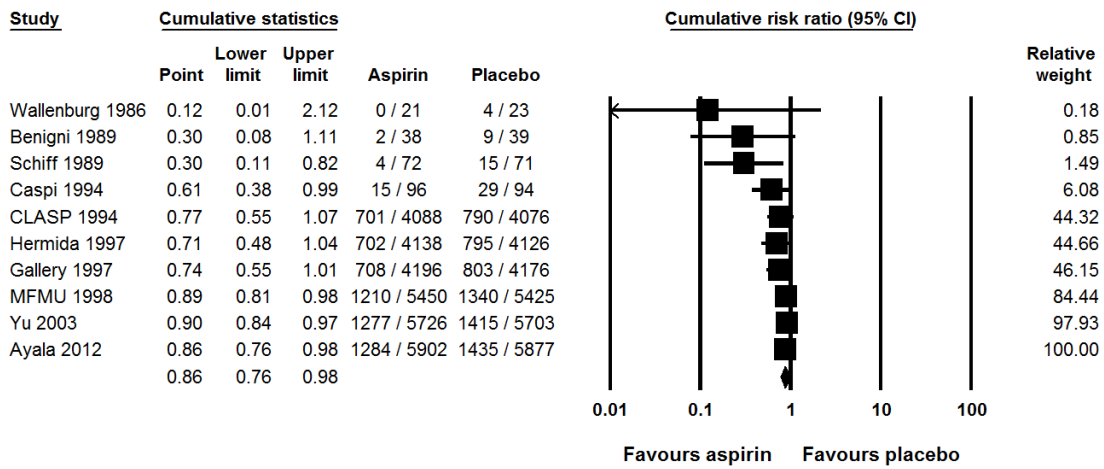 Study Cumulative statistics Cumulative risk ratio (95% CI)
Point Lower limit Upper limit Aspirin Placebo Relative weight
Wallenburg 1986 0.12 0.01 2.12 0 / 21 4 / 23 0.18
Benigni 1989 0.30 0.08 1.11 2 / 38 9 / 39 0.85
Schiff 1989 0.30 0.11 0.82 4 / 72 15 / 71 1.49
Caspi 1994 0.61 0.38 0.99 15 / 96 29 / 94 6.08
CLASP 1994 0.77 0.55 1.07 701 / 4088 790 / 4076 44.32
Hermida 1997 0.71 0.48 1.04 702 / 4138 795 / 4126 44.66
Gallery 1997 0.74 0.55 1.01 708 / 4196 803 / 4176 46.15
MFMU 1998 0.89 0.81 0.98 1210 / 5450 1340 / 5425 84.44
Yu 2003 0.90 0.84 0.97 1277 / 5726 1415 / 5703 97.93
Ayala 2012 0.86 0.76 0.98 1284 / 5902 1435 / 5877 100.00
0.86 0.76 0.98
0.01 0.1 1 10 100
Favours aspirin Favours placebo